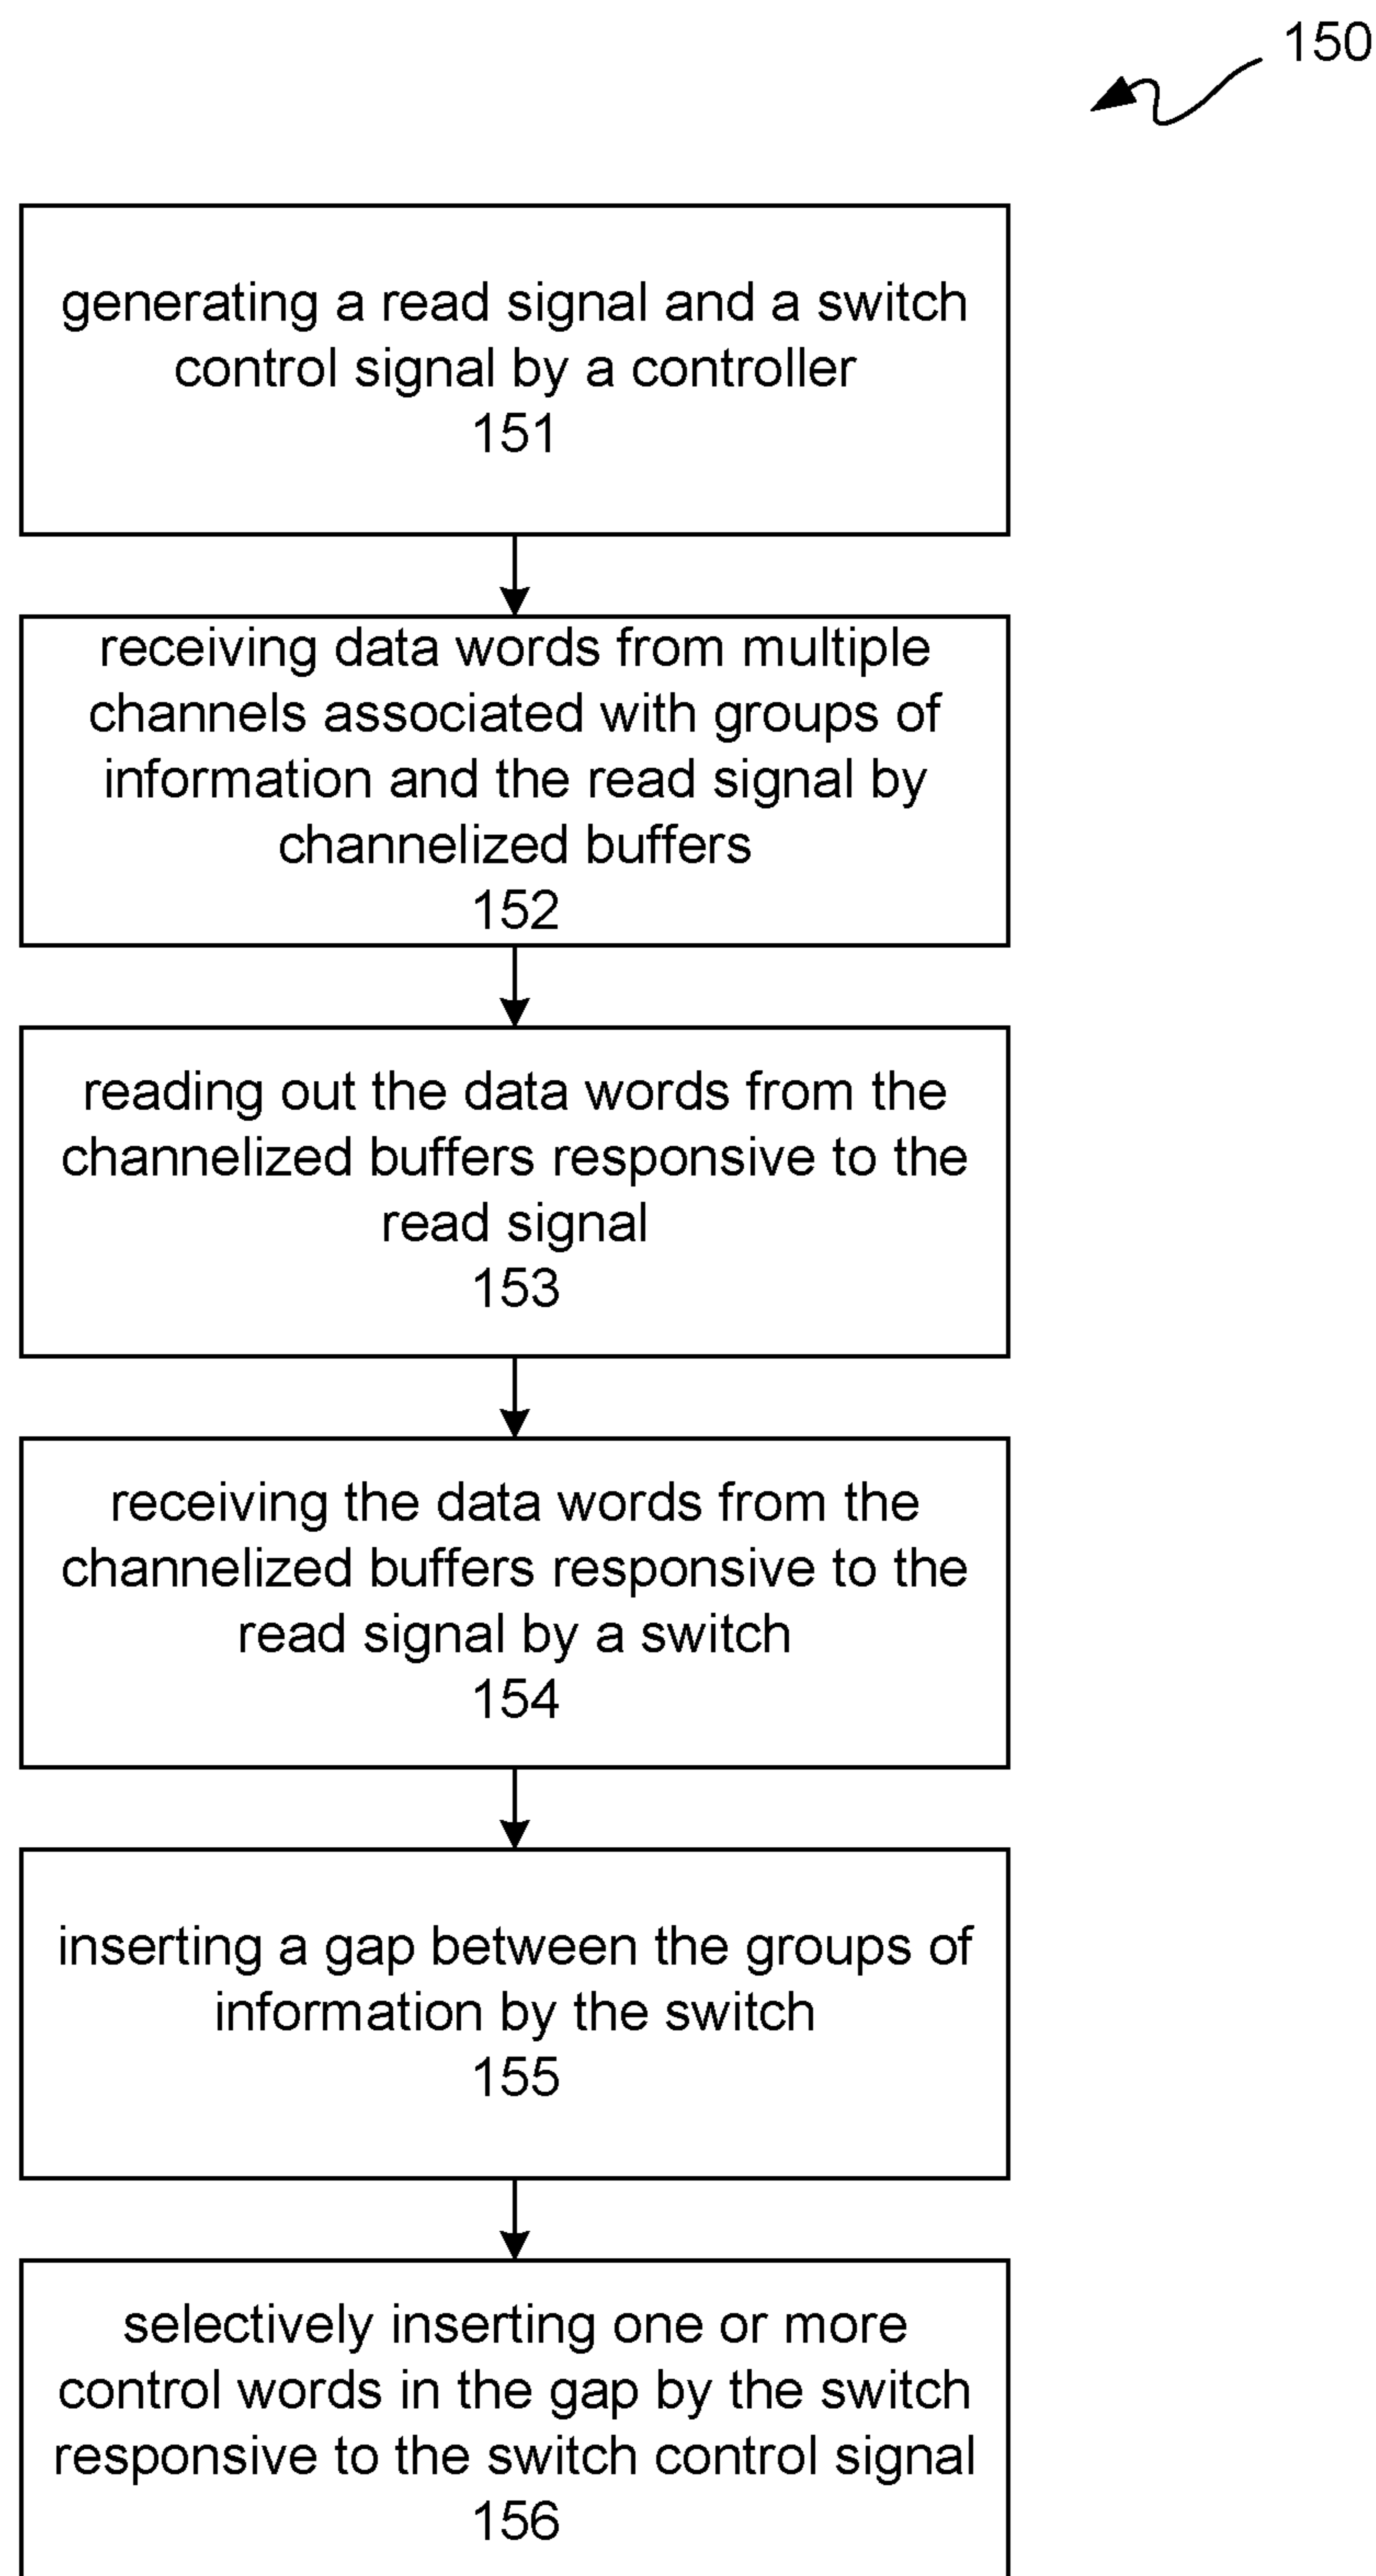 150
generating a read signal and a switch
control signal by a controller
151
receiving data words from multiple
channels associated with groups of
information and the read signal by
channelized buffers
152
reading out the data words from the
channelized buffers responsive to the
read signal
153
receiving the data words from the
channelized buffers responsive to the
read signal by a switch
154
inserting a gap between the groups of
information by the switch
155
selectively inserting one or more
control words in the gap by the switch
responsive to the switch control signal
156